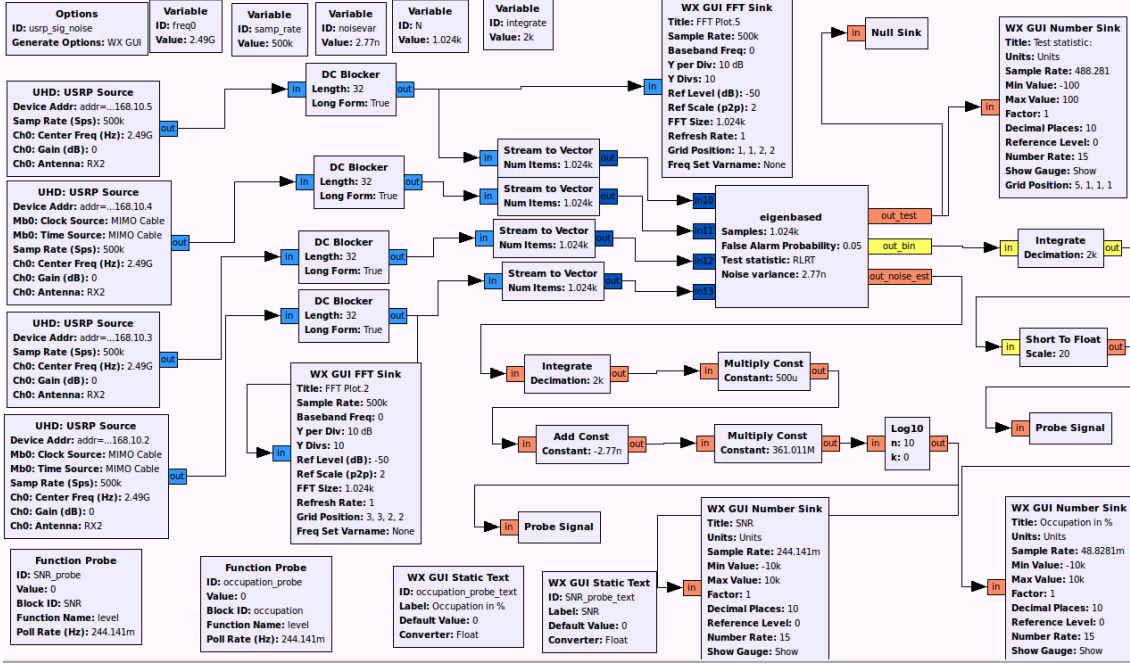 Options
ID: usrp_sig_noise
Generate Options: WX GUI
Variable
ID: freq0
Value: 2.49G
Variable
ID: samp_rate
Value: 500k
Variable
ID: noisevar
Value: 2.77n
Variable
ID: N
Value: 1.024k
Variable
ID: integrate
Value: 2k
WX GUI FFT Sink
Title: FFT Plot.5
Sample Rate: 500k
Baseband Freq: 0
Y per Div: 10 dB
Y Divs: 10
Ref Level (dB): -50
Ref Scale (p2p): 2
FFT Size: 1.024k
Refresh Rate: 1
Grid Position: 1, 1, 2, 2
Freq Set Varname: None
in
Null Sink
in
WX GUI Number Sink
Title: Test statistic:
Units: Units
Sample Rate: 488.281
Min Value: -100
Max Value: 100
Factor: 1
Decimal Places: 10
Reference Level: 0
Number Rate: 15
Show Gauge: Show
Grid Position: 5, 1, 1, 1
in
UHD: USRP Source
Device Addr: addr=...168.10.5
Samp Rate (Sps): 500k
Ch0: Center Freq (Hz): 2.49G
Ch0: Gain (dB): 0
Ch0: Antenna: RX2
out
DC Blocker
Length: 32
Long Form: True
in
out
UHD: USRP Source
Device Addr: addr=...168.10.4
Mb0: Clock Source: MIMO Cable
Mb0: Time Source: MIMO Cable
Samp Rate (Sps): 500k
Ch0: Center Freq (Hz): 2.49G
Ch0: Gain (dB): 0
Ch0: Antenna: RX2
out
DC Blocker
Length: 32
Long Form: True
in
out
UHD: USRP Source
Device Addr: addr=...168.10.3
Samp Rate (Sps): 500k
Ch0: Center Freq (Hz): 2.49G
Ch0: Gain (dB): 0
Ch0: Antenna: RX2
out
DC Blocker
Length: 32
Long Form: True
in
out
UHD: USRP Source
Device Addr: addr=...168.10.2
Mb0: Clock Source: MIMO Cable
Mb0: Time Source: MIMO Cable
Samp Rate (Sps): 500k
Ch0: Center Freq (Hz): 2.49G
Ch0: Gain (dB): 0
Ch0: Antenna: RX2
out
DC Blocker
Length: 32
Long Form: True
in
out
Stream to Vector
Num Items: 1.024k
in
out
Stream to Vector
Num Items: 1.024k
in
out
Stream to Vector
Num Items: 1.024k
in
out
Stream to Vector
Num Items: 1.024k
in
out
eigenbased
Samples: 1.024k
False Alarm Probability: 0.05
Test statistic: RLRT
Noise variance: 2.77n
in10
in11
in12
in13
out_test
out_bin
out_noise_est
Integrate
Decimation: 2k
in
out
Short To Float
Scale: 20
in
out
Probe Signal
in
WX GUI FFT Sink
Title: FFT Plot.2
Sample Rate: 500k
Baseband Freq: 0
Y per Div: 10 dB
Y Divs: 10
Ref Level (dB): -50
Ref Scale (p2p): 2
FFT Size: 1.024k
Refresh Rate: 1
Grid Position: 3, 3, 2, 2
Freq Set Varname: None
in
Integrate
Decimation: 2k
in
out
Multiply Const
Constant: 500u
in
out
Add Const
Constant: -2.77n
in
out
Multiply Const
Constant: 361.011M
in
out
Log10
n: 10
k: 0
in
out
Probe Signal
in
WX GUI Number Sink
Title: SNR
Units: Units
Sample Rate: 244.141m
Min Value: -10k
Max Value: 10k
Factor: 1
Decimal Places: 10
Reference Level: 0
Number Rate: 15
Show Gauge: Show
in
WX GUI Number Sink
Title: Occupation in %
Units: Units
Sample Rate: 48.8281m
Min Value: -10k
Max Value: 10k
Factor: 1
Decimal Places: 10
Reference Level: 0
Number Rate: 15
Show Gauge: Show
in
Function Probe
ID: SNR_probe
Value: 0
Block ID: SNR
Function Name: level
Poll Rate (Hz): 244.141m
Function Probe
ID: occupation_probe
Value: 0
Block ID: occupation
Function Name: level
Poll Rate (Hz): 244.141m
WX GUI Static Text
ID: occupation_probe_text
Label: Occupation in %
Default Value: 0
Converter: Float
WX GUI Static Text
ID: SNR_probe_text
Label: SNR
Default Value: 0
Converter: Float